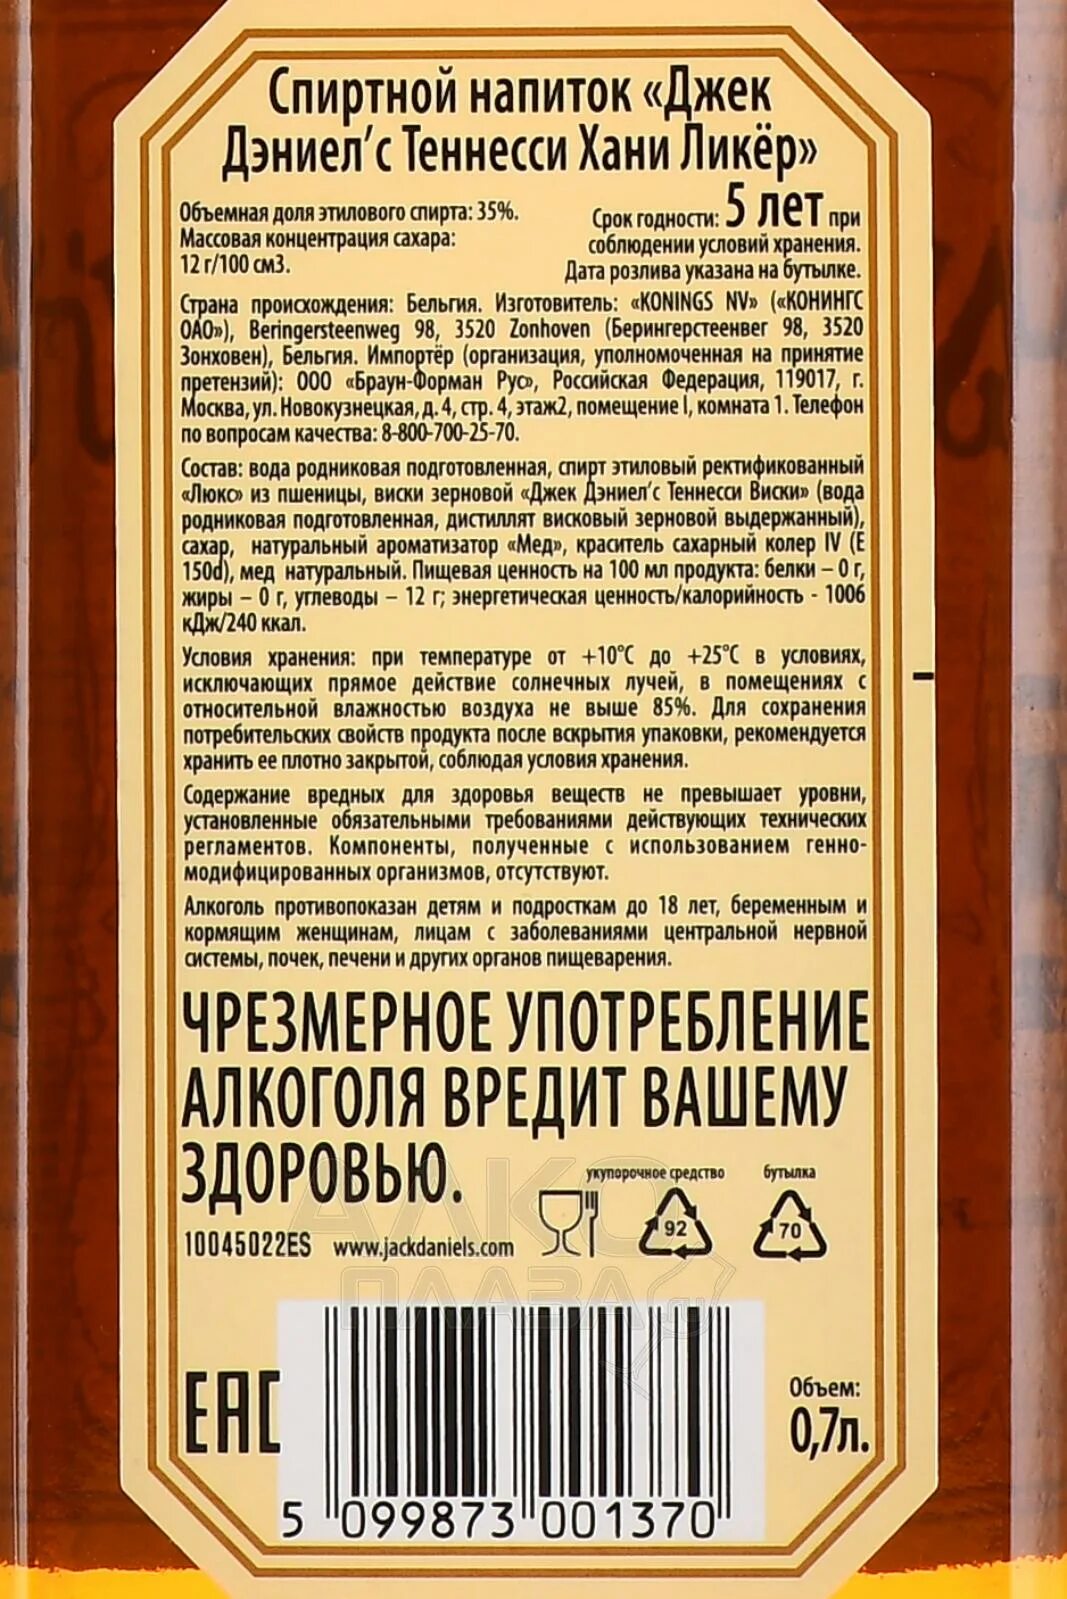 Спиртной напиток «Джек
Дэниел’с Теннесси Хани Ликёр»
Объемная доля этилового спирта: 35%.
Массовая концентрация сахара:
12 г/100 см3.
Срок годности: 5 лет при
соблюдении условий хранения.
Дата розлива указана на бутылке.
Страна происхождения: Бельгия. Изготовитель: «KONINGS NV» («КОНИНГС
ОАО»), Beringersteenweg 98, 3520 Zonhoven (Берингерстеенвег 98, 3520
Зонховен), Бельгия. Импортёр (организация, уполномоченная на принятие
претензий): ООО «Браун-Форман Рус», Российская Федерация, 119017, г.
Москва, ул. Новокузнецкая, д. 4, стр. 4, этаж2, помещение I, комната 1. Телефон
по вопросам качества: 8-800-700-25-70.
Состав: вода родниковая подготовленная, спирт этиловый ректификованный
«Люкс» из пшеницы, виски зерновой «Джек Дэниел’с Теннесси Виски» (вода
родниковая подготовленная, дистиллят висковый зерновой выдержанный),
сахар, натуральный ароматизатор «Мед», краситель сахарный колер IV (Е
150d), мед натуральный. Пищевая ценность на 100 мл продукта: белки – 0 г,
жиры – 0 г, углеводы – 12 г; энергетическая ценность/калорийность - 1006
кДж/240 ккал.
Условия хранения: при температуре от +10°С до +25°С в условиях,
исключающих прямое действие солнечных лучей, в помещениях с
относительной влажностью воздуха не выше 85%. Для сохранения
потребительских свойств продукта после вскрытия упаковки, рекомендуется
хранить ее плотно закрытой, соблюдая условия хранения.
Содержание вредных для здоровья веществ не превышает уровни,
установленные обязательными требованиями действующих технических
регламентов. Компоненты, полученные с использованием генно-
модифицированных организмов, отсутствуют.
Алкоголь противопоказан детям и подросткам до 18 лет, беременным и
кормящим женщинам, лицам с заболеваниями центральной нервной
системы, почек, печени и других органов пищеварения.
ЧРЕЗМЕРНОЕ УПОТРЕБЛЕНИЕ
АЛКОГОЛЯ ВРЕДИТ ВАШЕМУ
ЗДОРОВЬЮ.
укупорочное средство
бутылка
92
70
10045022ES www.jackdaniels.com
АЛКО
ПЛАЗА.ru
EAC
Объем:
0,7л.
5 099873 001370